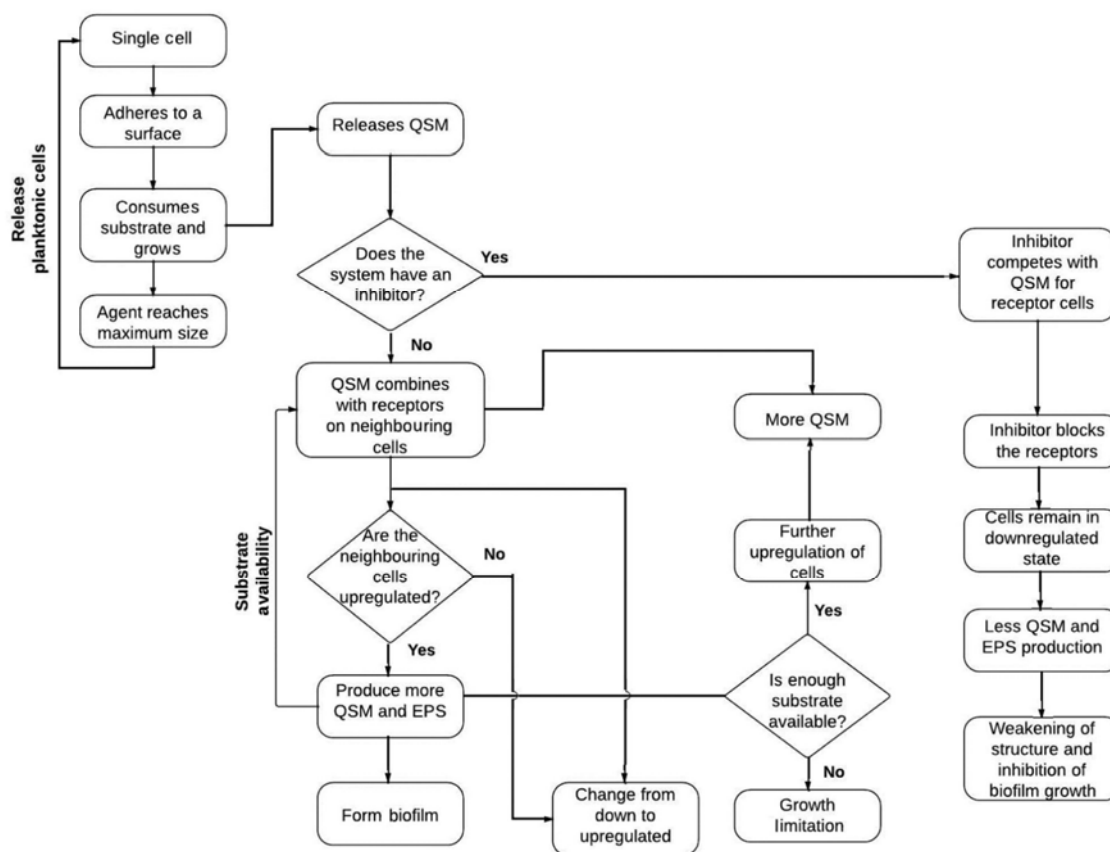 Single cell
Adheres to a
surface
Consumes
substrate and
grows
Agent reaches
maximum size
Release
planktonic cells
Releases QSM
Does the
system have an
inhibitor?
Yes
No
Inhibitor
competes with
QSM for
receptor cells
Inhibitor blocks
the receptors
Cells remain in
downregulated
state
Less QSM and
EPS production
Weakening of
structure and
inhibition of
biofilm growth
QSM combines
with receptors
on neighbouring
cells
More QSM
Further
upregulation of
cells
Yes
Is enough
substrate
available?
No
Growth
limitation
Are the
neighbouring
cells
upregulated?
No
Yes
Substrate
availability
Produce more
QSM and EPS
Form biofilm
Change from
down to
upregulated